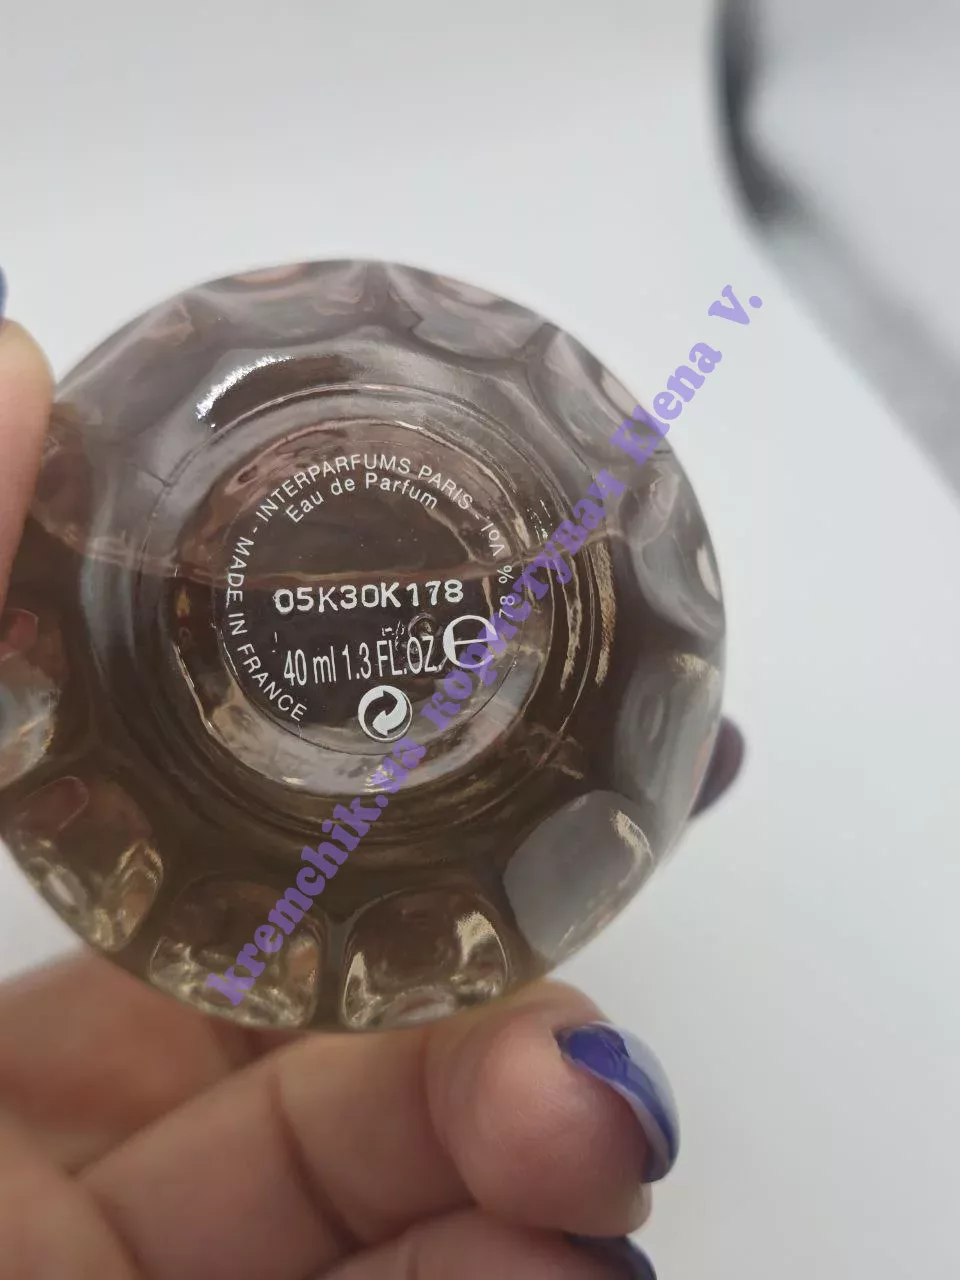 MADE IN FRANCE - INTERPARFUMS PARIS - 78 % vol
Eau de Parfum
05K30K178
40 ml 1.3 FL.OZ. e
kremchik.ua користувач Elena V.